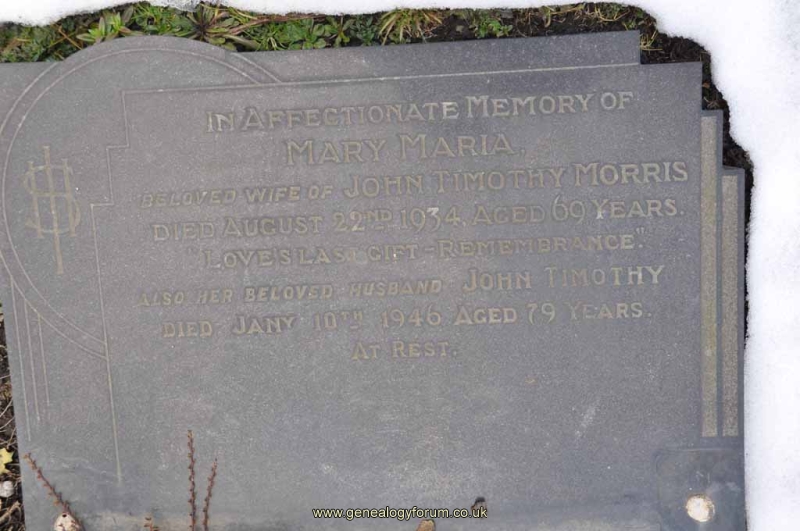 IHS
IN AFFECTIONATE MEMORY OF
MARY MARIA,
BELOVED WIFE OF JOHN TIMOTHY MORRIS
DIED AUGUST 22ND 1934, AGED 69 YEARS.
"LOVE'S LAST GIFT - REMEMBRANCE."
ALSO HER BELOVED HUSBAND JOHN TIMOTHY
DIED JANY 10TH 1946 AGED 79 YEARS.
AT REST.
www.genealogyforum.co.uk